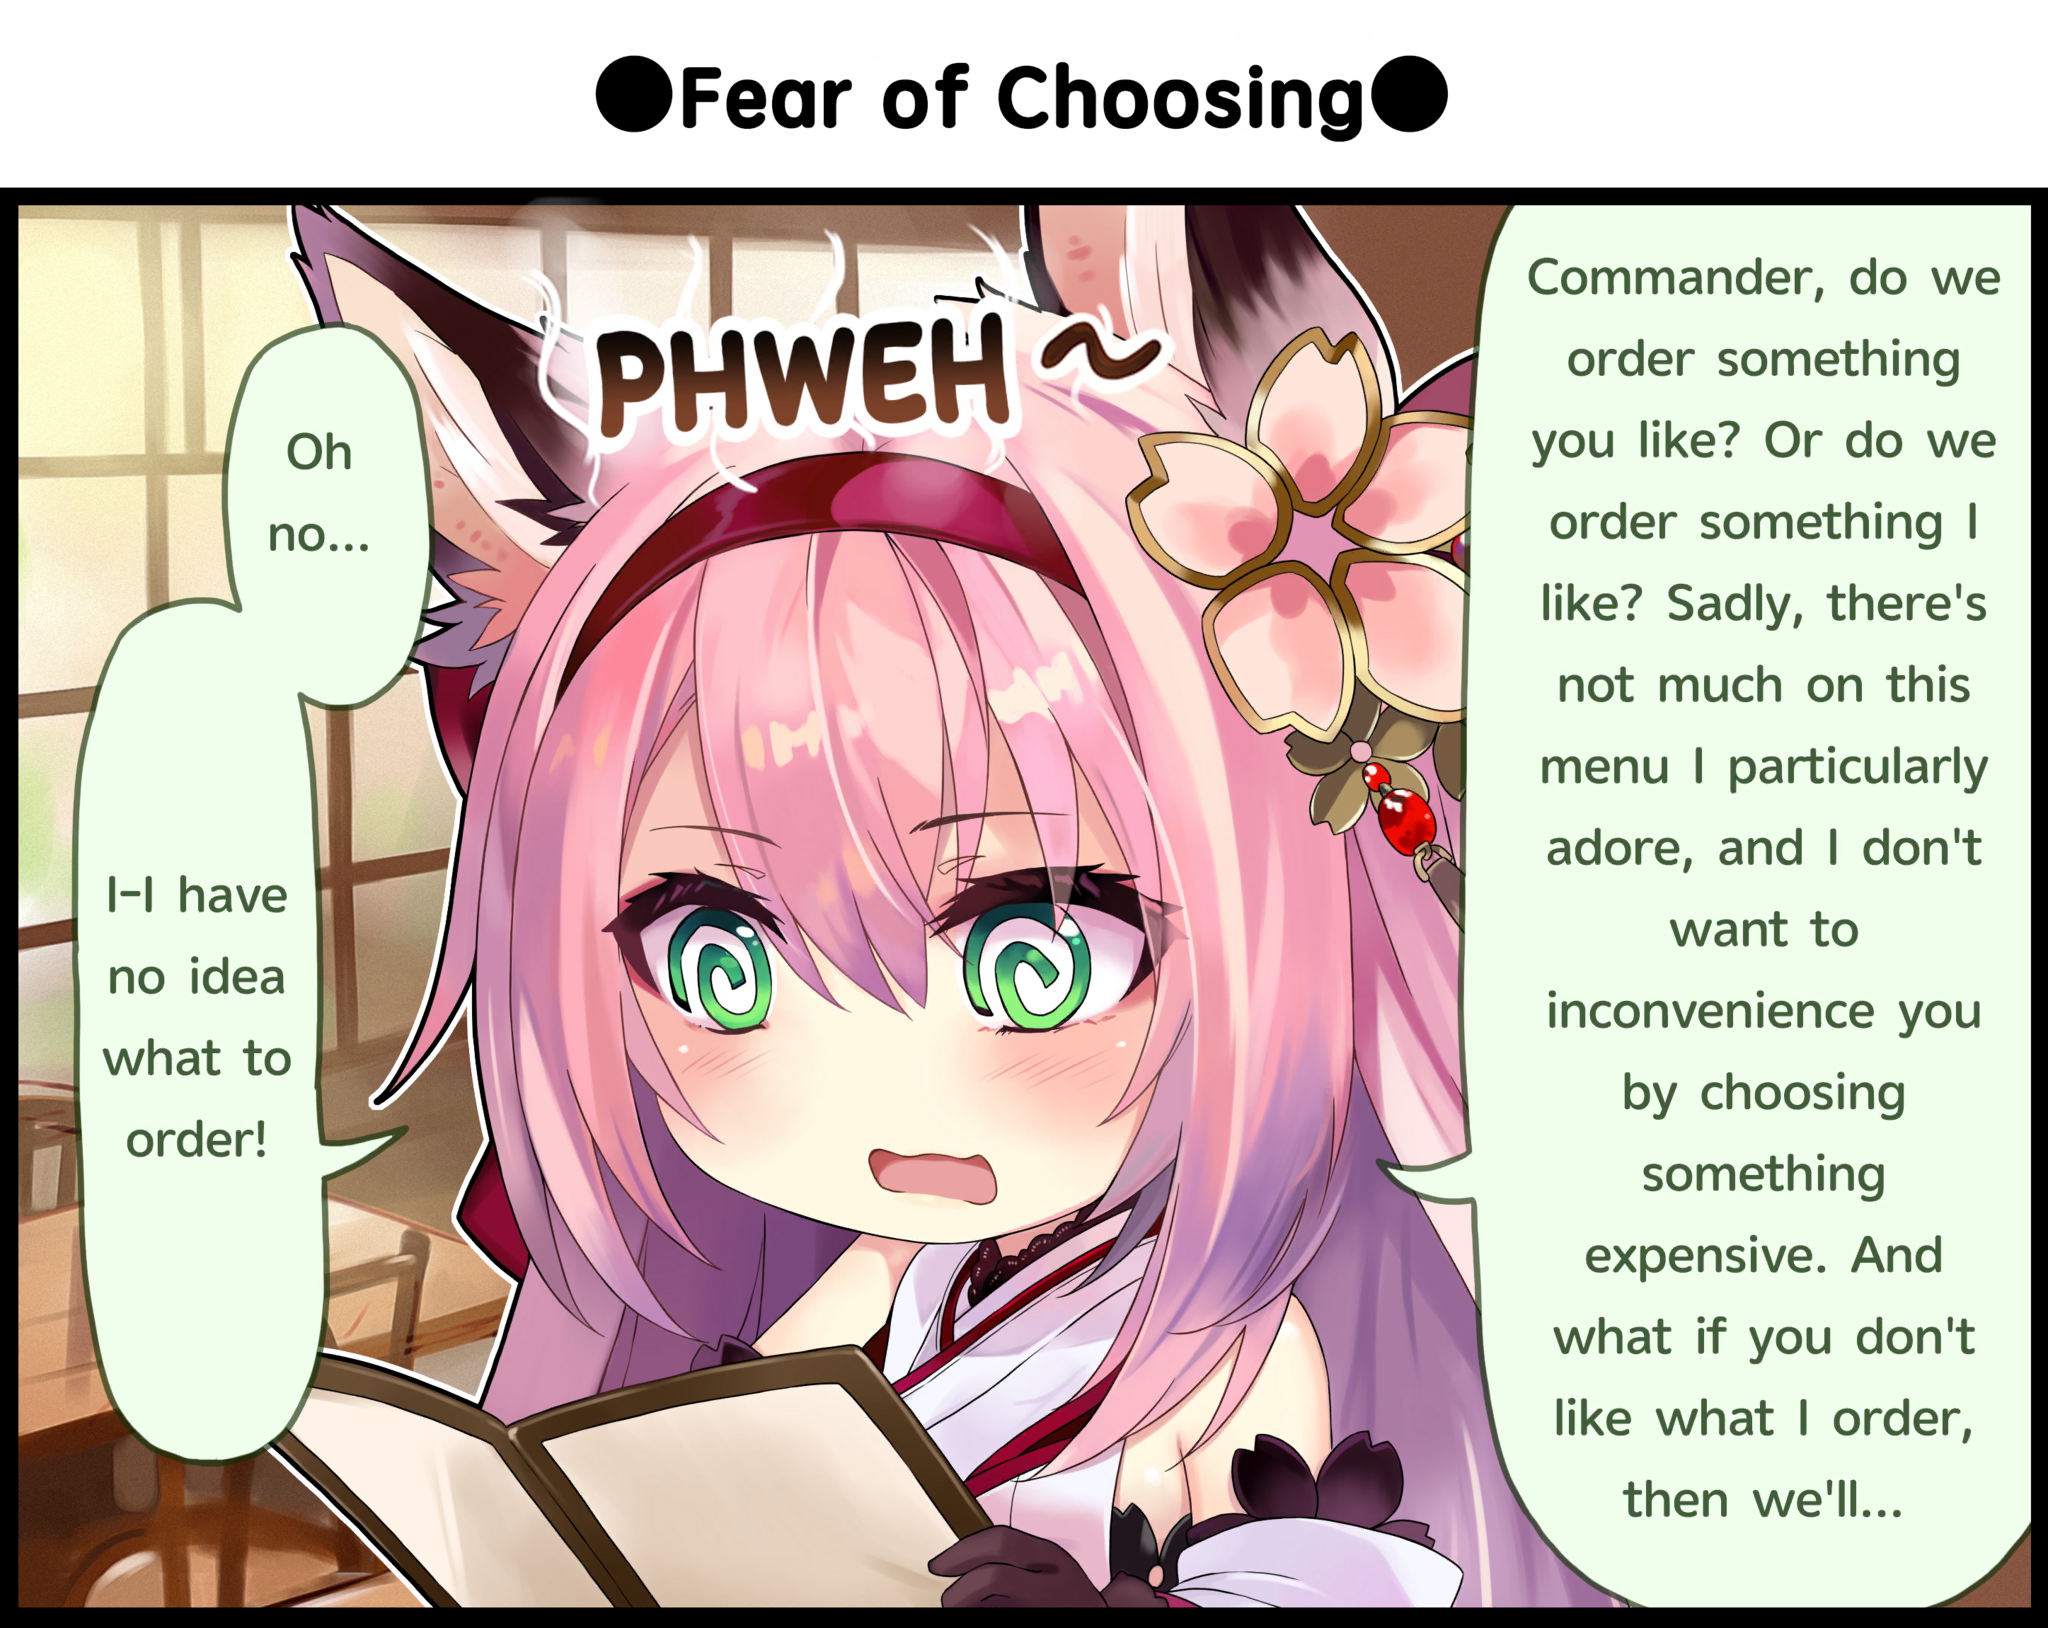 ●Fear of Choosing●
PHWEH~
Commander, do we
order something
you like? Or do we
order something I
like? Sadly, there's
not much on this
menu I particularly
adore, and I don't
want to
inconvenience you
by choosing
something
expensive. And
what if you don't
like what I order,
then we'll...
Oh
no...
I-I have
no idea
what to
order!